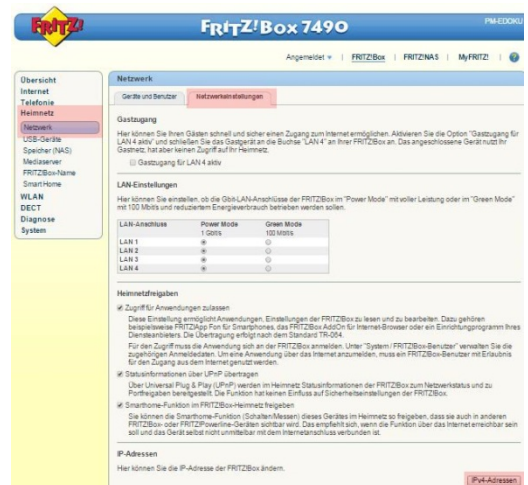 FRITZ!
FRITZ!Box 7490
PM-EDOKU
Angemeldet | FRITZ!Box | FRITZ!NAS | MyFRITZ! | ?
Übersicht
Internet
Telefonie
Heimnetz
Netzwerk
USB-Geräte
Speicher (NAS)
Mediaserver
FRITZ!Box-Name
Smart Home
WLAN
DECT
Diagnose
System
Netzwerk
Geräte und Benutzer
Netzwerkeinstellungen
Gastzugang
Hier können Sie Ihren Gästen schnell und sicher einen Zugang zum Internet ermöglichen. Aktivieren Sie die Option "Gastzugang für
LAN 4 aktiv" und schließen Sie das Gastgerät an die Buchse "LAN 4" an Ihrer FRITZ!Box an. Das angeschlossene Gerät nutzt Ihr
Gastnetz, hat aber keinen Zugriff auf Ihr Heimnetz.
Gastzugang für LAN 4 aktiv
LAN-Einstellungen
Hier können Sie einstellen, ob die Gbit-LAN-Anschlüsse der FRITZ!Box im "Power Mode" mit voller Leistung oder im "Green Mode"
mit 100 Mbit/s und reduziertem Energieverbrauch betrieben werden sollen.
LAN-Anschluss Power Mode Green Mode
1 Gbit/s 100 Mbit/s
LAN 1
LAN 2
LAN 3
LAN 4
Heimnetzfreigaben
Zugriff für Anwendungen zulassen
Diese Einstellung ermöglicht Anwendungen, Einstellungen der FRITZ!Box zu lesen und zu bearbeiten. Dazu gehören
beispielsweise FRITZ!App Fon für Smartphones, das FRITZ!Box AddOn für Internet-Browser oder ein Einrichtungprogramm Ihres
Diensteanbieters. Die Übertragung erfolgt nach dem Standard TR-064.
Für den Zugriff muss die Anwendung sich an der FRITZ!Box anmelden. Unter "System / FRITZ!Box-Benutzer" verwalten Sie die
zugehörigen Anmeldedaten. Um eine Anwendung über das Internet anzumelden, muss ein FRITZ!Box-Benutzer mit Erlaubnis
für den Zugang aus dem Internet genutzt werden.
Statusinformationen über UPnP übertragen
Über Universal Plug & Play (UPnP) werden im Heimnetz Statusinformationen der FRITZ!Box zum Netzwerkstatus und zu
Portfreigaben bereitgestellt. Die Funktion hat keinen Einfluss auf Sicherheitseinstellungen der FRITZ!Box.
Smarthome-Funktion im FRITZ!Box-Heimnetz freigeben
Sie können die Smarthome-Funktion (Schalten/Messen) dieses Gerätes im Heimnetz so freigeben, dass sie auch in anderen
FRITZ!Box- oder FRITZ!Powerline-Geräten sichtbar wird. Das empfiehlt sich, wenn die Funktion über das Internet erreichbar sein
soll und das Gerät selbst nicht unmittelbar mit dem Internetanschluss verbunden ist.
IP-Adressen
Hier können Sie die IP-Adresse der FRITZ!Box ändern.
IPv4-Adressen